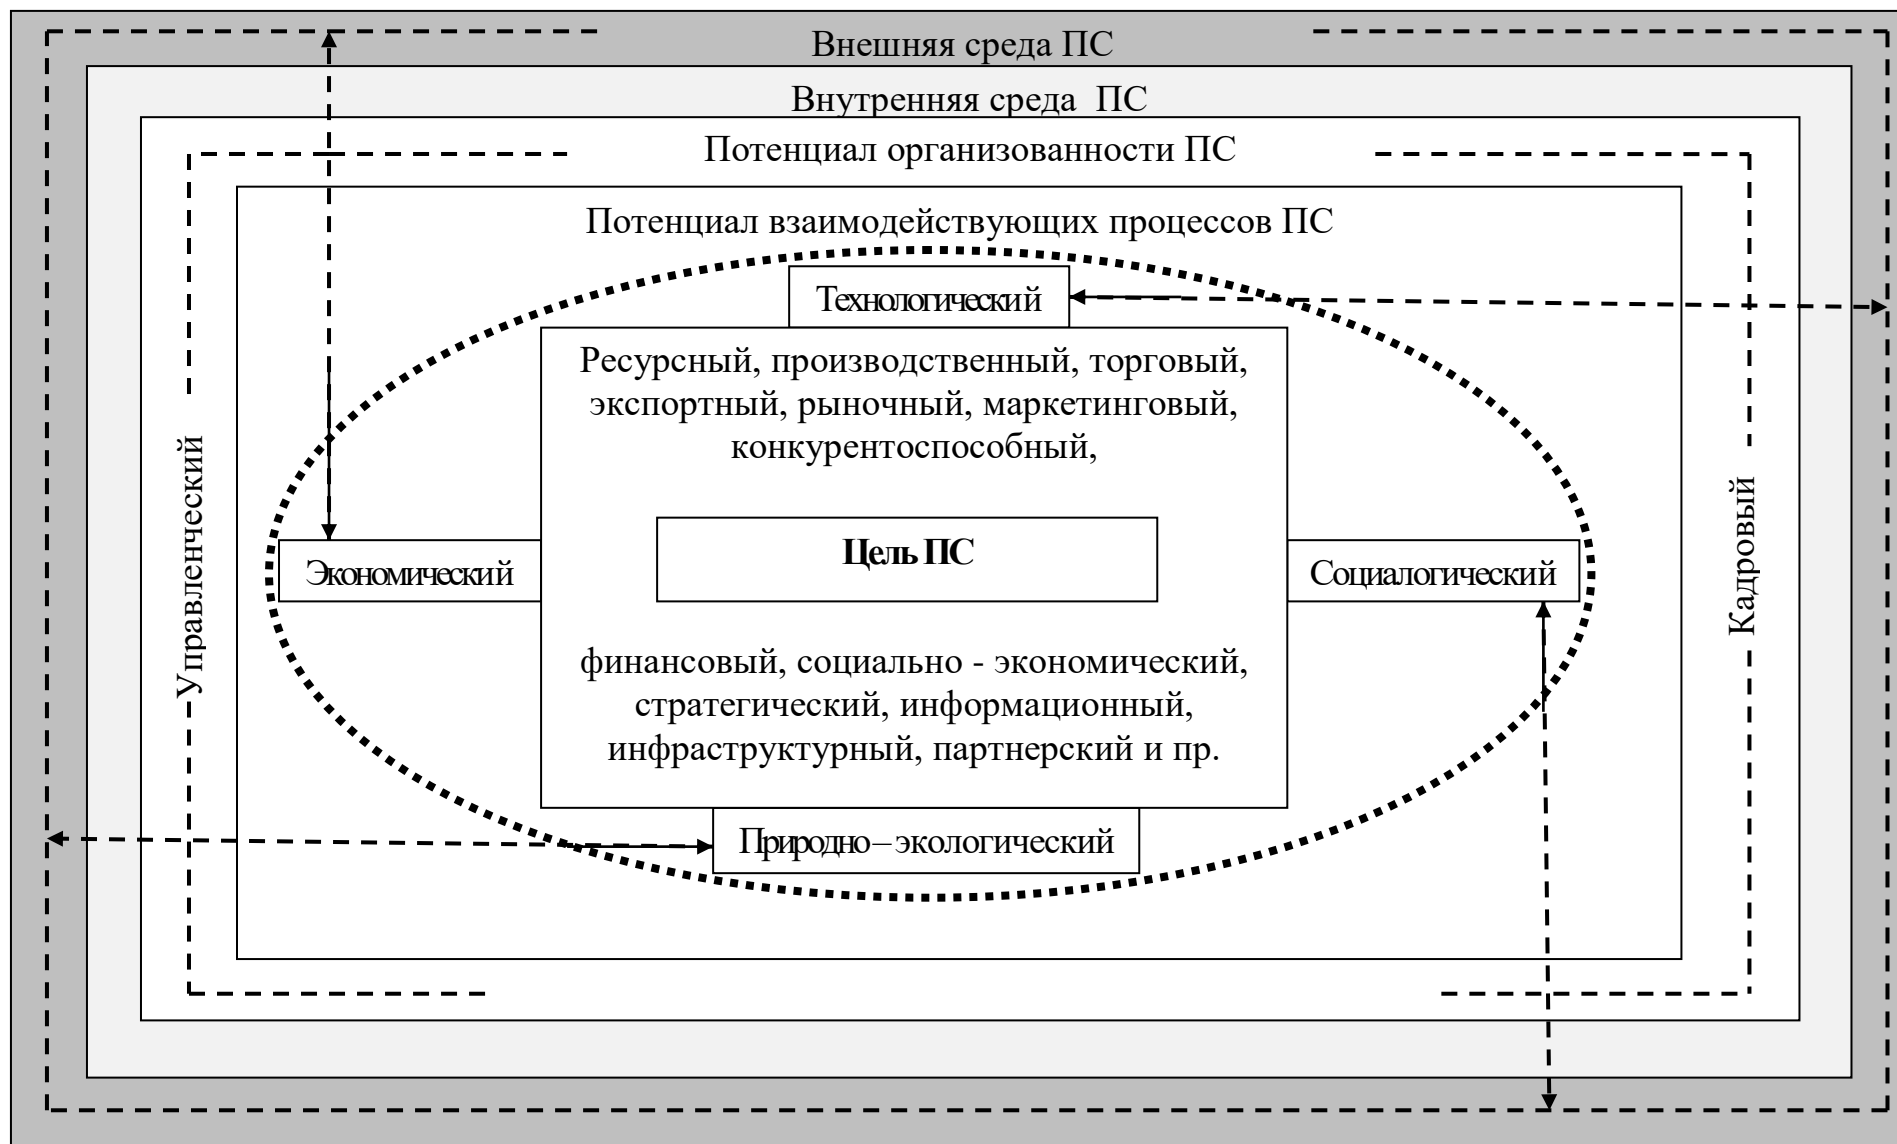 Внешняя среда ПС
Внутренняя среда ПС
Потенциал организованности ПС
Потенциал взаимодействующих процессов ПС
Технологический
Ресурсный, производственный, торговый,
экспортный, рыночный, маркетинговый,
конкурентоспособный,
Управленческий
Экономический
Цель ПС
Социалогический
Кадровый
финансовый, социально - экономический,
стратегический, информационный,
инфраструктурный, партнерский и пр.
Природно – экологический